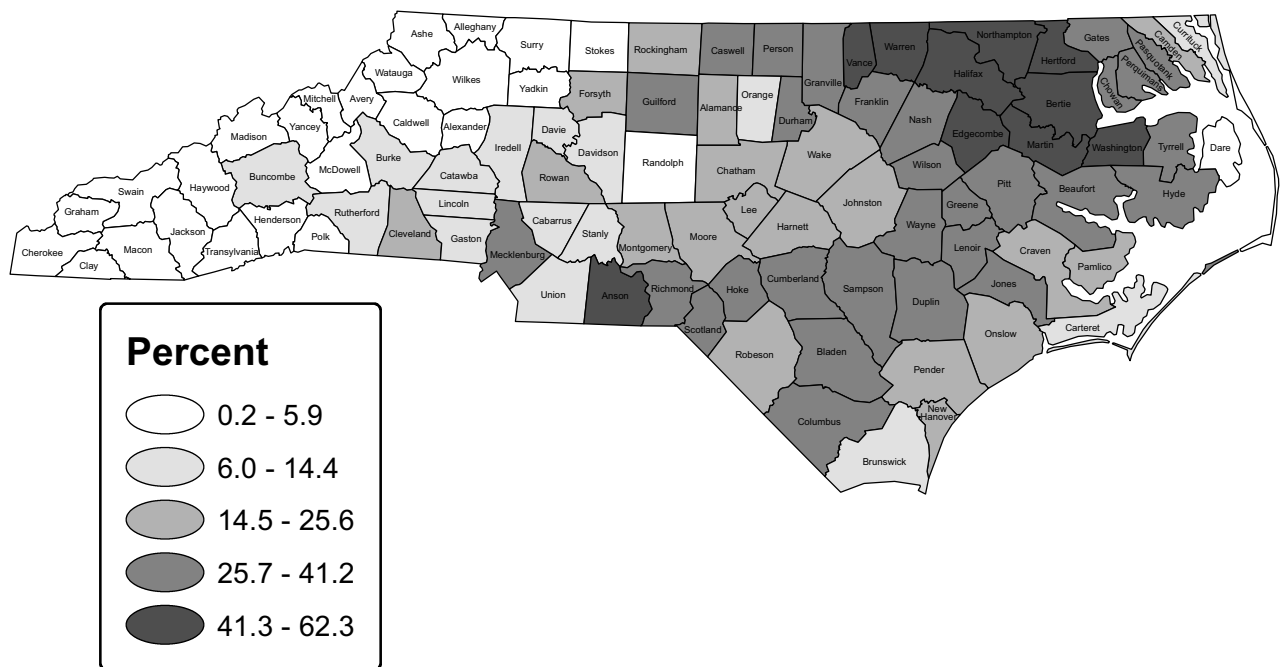 Ashe
Alleghany
Surry
Stokes
Rockingham
Caswell
Person
Granville
Vance
Warren
Northampton
Halifax
Hertford
Gates
Currituck
Camden
Pasquotank
Perquimans
Chowan
Bertie
Watauga
Wilkes
Yadkin
Forsyth
Guilford
Alamance
Orange
Durham
Franklin
Nash
Edgecombe
Martin
Washington
Tyrrell
Dare
Mitchell
Avery
Yancey
Madison
Caldwell
Alexander
Iredell
Davie
Davidson
Randolph
Chatham
Wake
Wilson
Pitt
Beaufort
Hyde
Swain
Haywood
Buncombe
McDowell
Burke
Catawba
Rowan
Lee
Johnston
Greene
Graham
Jackson
Henderson
Polk
Rutherford
Cleveland
Lincoln
Gaston
Cabarrus
Stanly
Montgomery
Moore
Harnett
Wayne
Lenoir
Craven
Pamlico
Cherokee
Clay
Macon
Transylvania
Mecklenburg
Union
Anson
Richmond
Scotland
Hoke
Cumberland
Sampson
Duplin
Jones
Carteret
Onslow
Robeson
Bladen
Pender
Columbus
New
Hanover
Brunswick
Percent
0.2 - 5.9
6.0 - 14.4
14.5 - 25.6
25.7 - 41.2
41.3 - 62.3